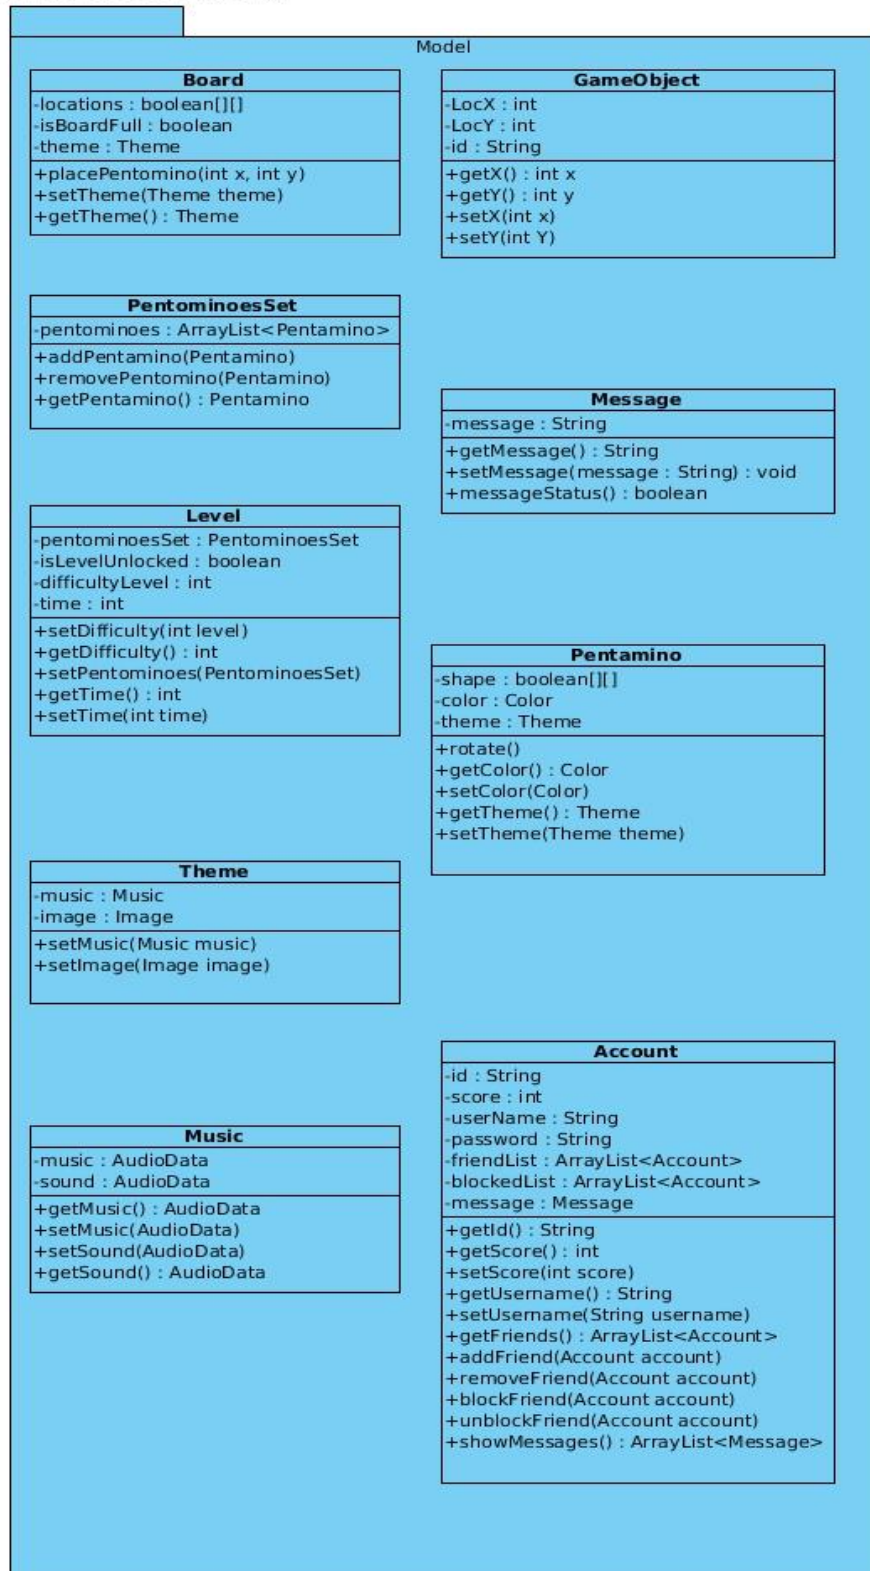 Model
Board
-locations : boolean[][]
-isBoardFull : boolean
-theme : Theme
+placePentomino(int x, int y)
+setTheme(Theme theme)
+getTheme() : Theme
GameObject
-LocX : int
-LocY : int
-id : String
+getX() : int x
+getY() : int y
+setX(int x)
+setY(int Y)
PentominoesSet
-pentominoes : ArrayList<Pentamino>
+addPentamino(Pentamino)
+removePentomino(Pentamino)
+getPentamino() : Pentamino
Message
-message : String
+getMessage() : String
+setMessage(message : String) : void
+messageStatus() : boolean
Level
-pentominoesSet : PentominoesSet
-isLevelUnlocked : boolean
-difficultyLevel : int
-time : int
+setDifficulty(int level)
+getDifficulty() : int
+setPentominoes(PentominoesSet)
+getTime() : int
+setTime(int time)
Pentamino
-shape : boolean[][]
-color : Color
-theme : Theme
+rotate()
+getColor() : Color
+setColor(Color)
+getTheme() : Theme
+setTheme(Theme theme)
Theme
-music : Music
-image : Image
+setMusic(Music music)
+setImage(Image image)
Account
-id : String
-score : int
-userName : String
-password : String
-friendList : ArrayList<Account>
-blockedList : ArrayList<Account>
-message : Message
+getId() : String
+getScore() : int
+setScore(int score)
+getUsername() : String
+setUsername(String username)
+getFriends() : ArrayList<Account>
+addFriend(Account account)
+removeFriend(Account account)
+blockFriend(Account account)
+unblockFriend(Account account)
+showMessages() : ArrayList<Message>
Music
-music : AudioData
-sound : AudioData
+getMusic() : AudioData
+setMusic(AudioData)
+setSound(AudioData)
+getSound() : AudioData